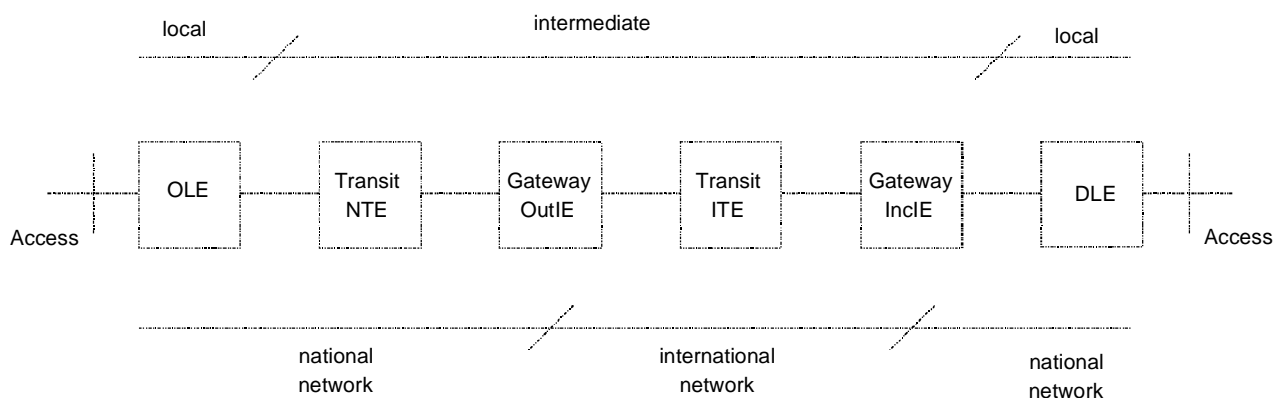 local
intermediate
local
OLE
Transit
NTE
Gateway
OutIE
Transit
ITE
Gateway
IncIE
DLE
Access
Access
national
network
international
network
national
network